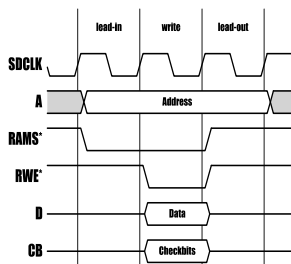 lead-in write lead-out
SDCLK
A Address
RAMS*
RWE*
D Data
CB Checkbits